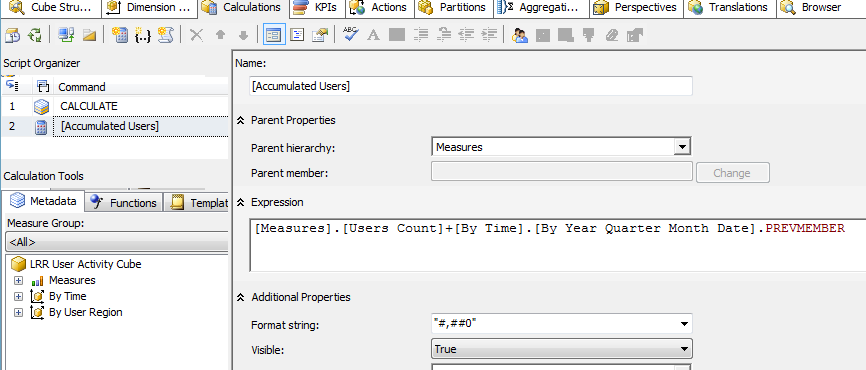 Cube Stru... Dimension ... Calculations KPIs Actions Partitions Aggregati... Perspectives Translations Browser
Script Organizer
Command
1 CALCULATE
2 [Accumulated Users]
Calculation Tools
Metadata Functions Templat
Measure Group:
<All>
LRR User Activity Cube
Measures
By Time
By User Region
Name:
[Accumulated Users]
Parent Properties
Parent hierarchy: Measures
Parent member: Change
Expression
[Measures].[Users Count]+[By Time].[By Year Quarter Month Date].PREVMEMBER
Additional Properties
Format string: "#,##0"
Visible: True